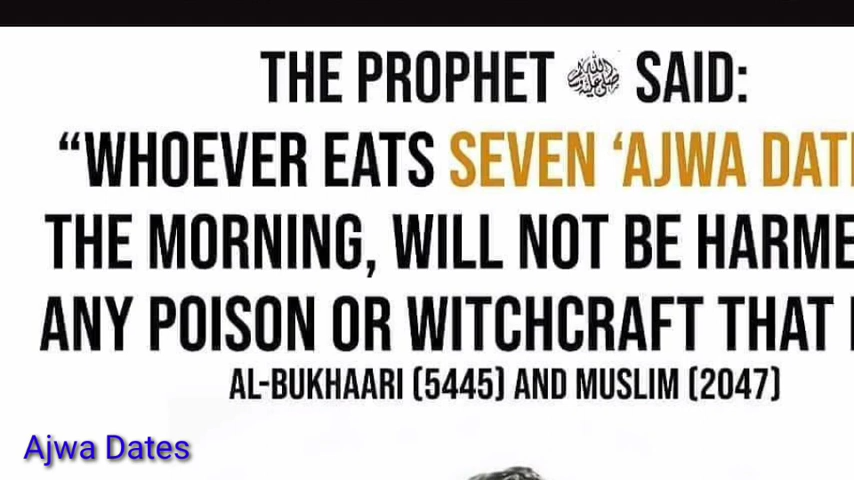 THE PROPHET ﷺ SAID:
“WHOEVER EATS SEVEN ‘AJWA
THE MORNING, WILL NOT BE
ANY POISON OR WITCHCRAFT THAT
AL-BUKHAARI (5445) AND MUSLIM (2047)
Ajwa Dates